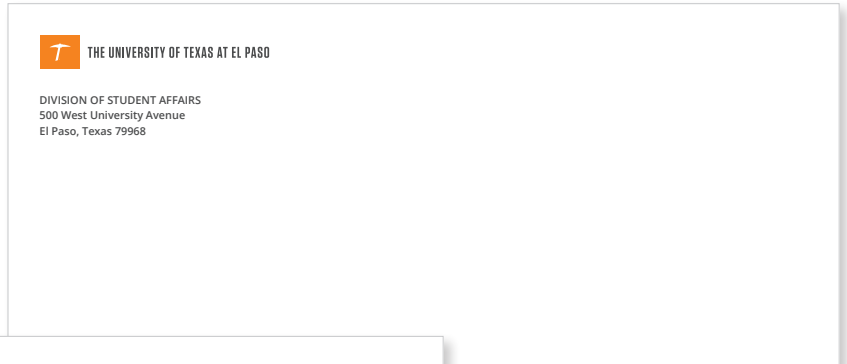 THE UNIVERSITY OF TEXAS AT EL PASO
DIVISION OF STUDENT AFFAIRS
500 West University Avenue
El Paso, Texas 79968